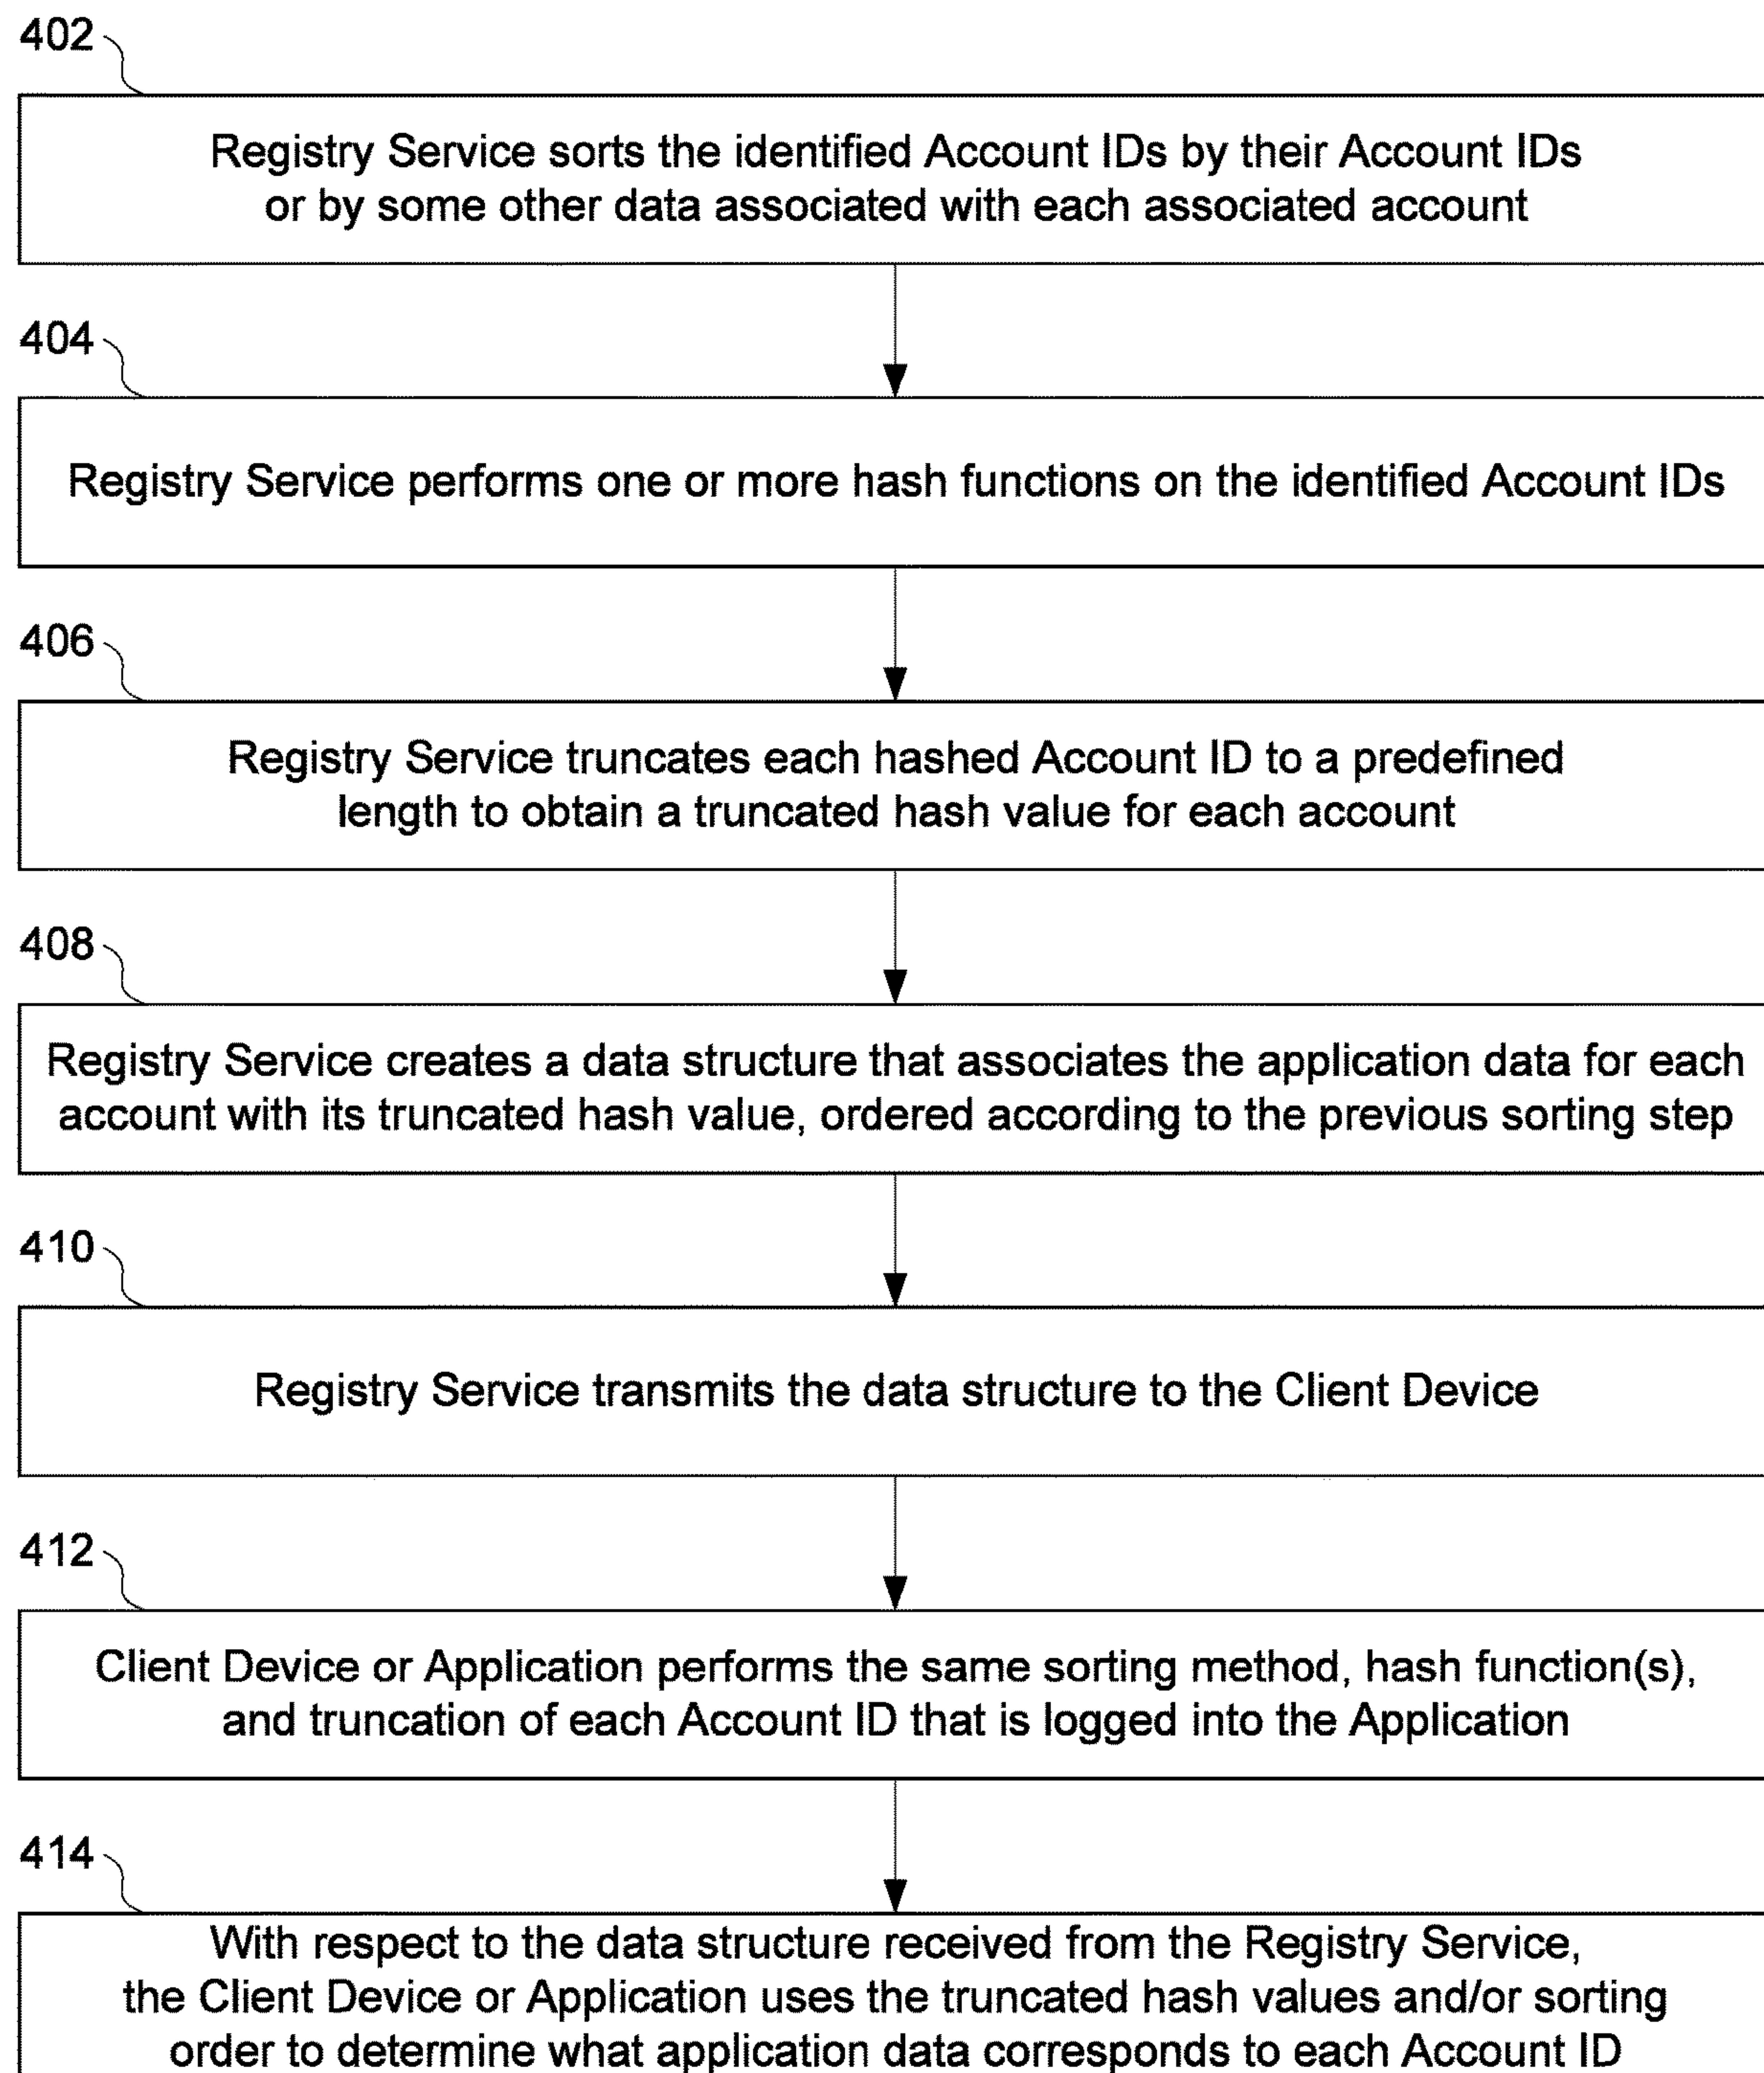 402
Registry Service sorts the identified Account IDs by their Account IDs
or by some other data associated with each associated account
404
Registry Service performs one or more hash functions on the identified Account IDs
406
Registry Service truncates each hashed Account ID to a predefined
length to obtain a truncated hash value for each account
408
Registry Service creates a data structure that associates the application data for each
account with its truncated hash value, ordered according to the previous sorting step
410
Registry Service transmits the data structure to the Client Device
412
Client Device or Application performs the same sorting method, hash function(s),
and truncation of each Account ID that is logged into the Application
414
With respect to the data structure received from the Registry Service,
the Client Device or Application uses the truncated hash values and/or sorting
order to determine what application data corresponds to each Account ID